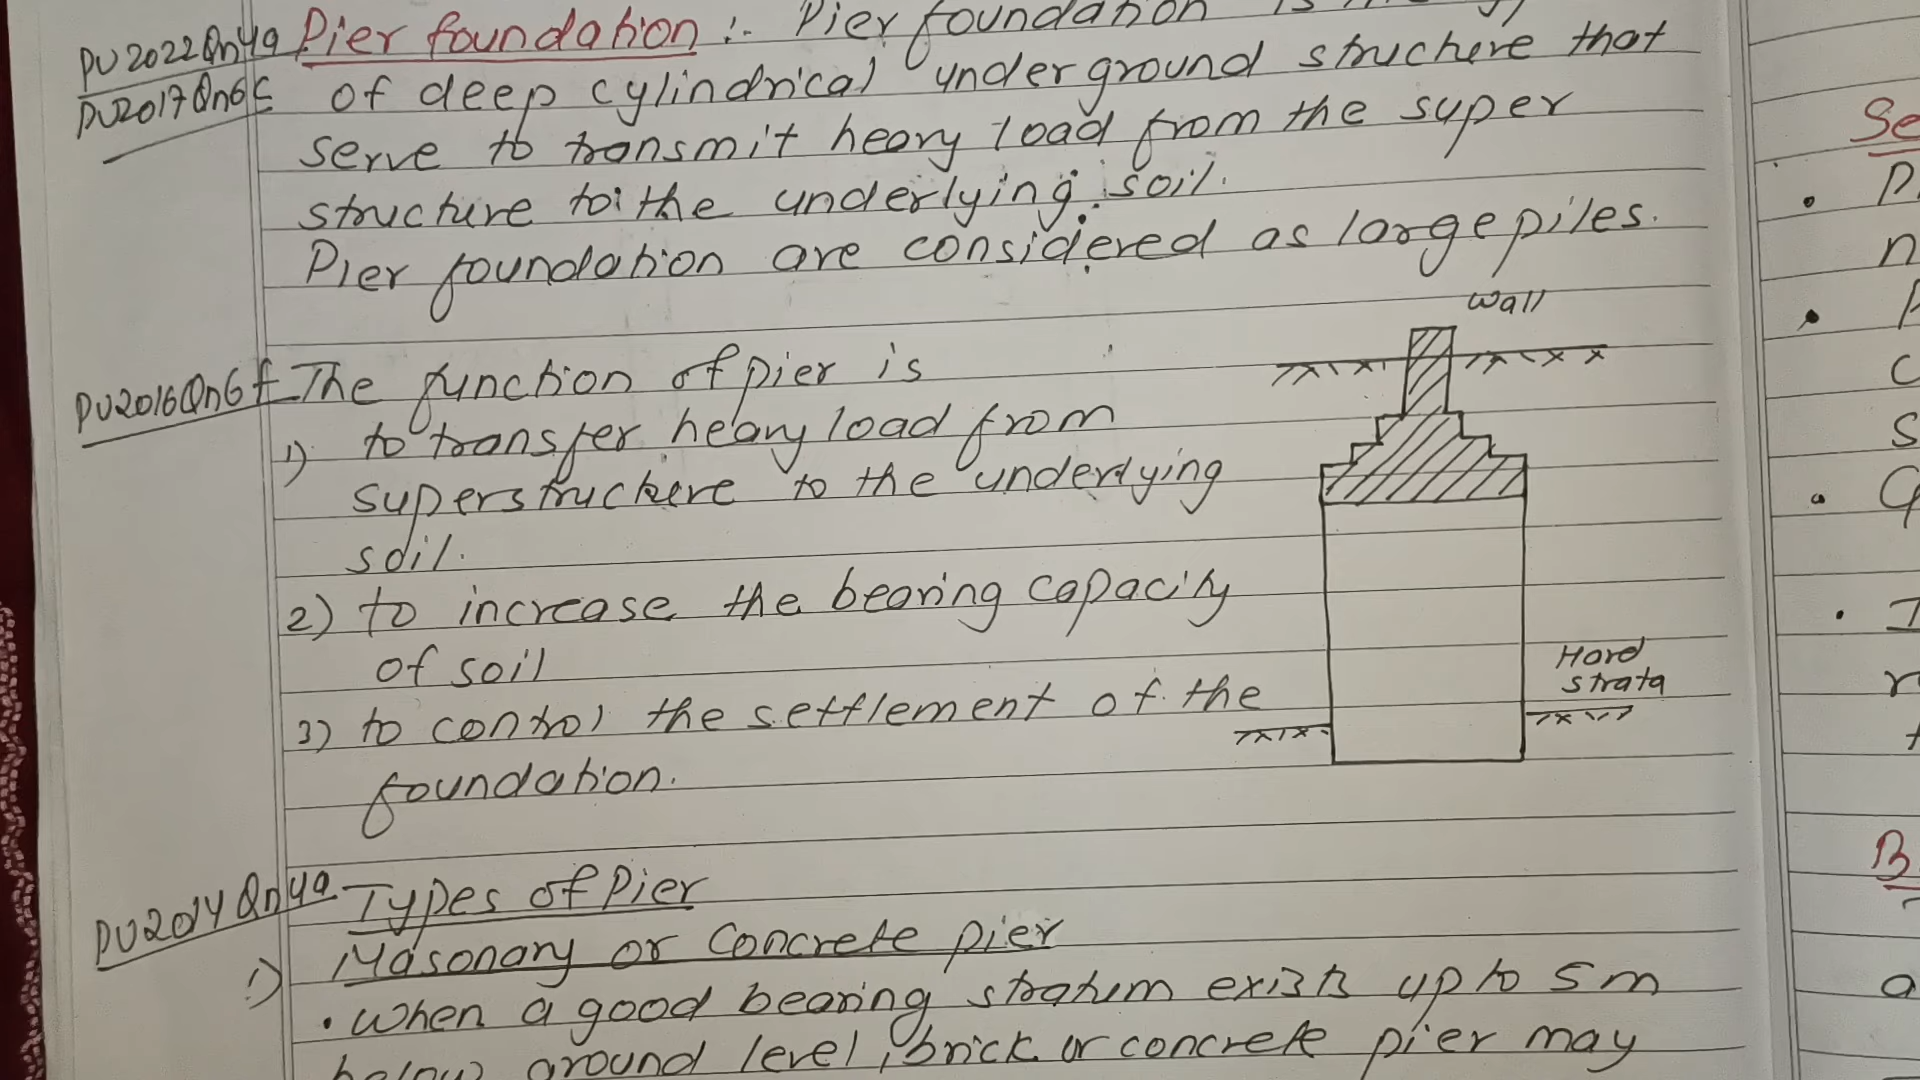 PU2022Qn4a Pier foundation :- Pier foundation is
PU2017Qn6c of deep cylindrical underground structure that
serve to transmit heavy load from the super
structure to the underlying soil.
Pier foundation are considered as large piles.
Wall
PU2016Qn6f The function of pier is
1) to transfer heavy load from
superstructure to the underlying
soil.
2) to increase the bearing capacity
of soil
Hard
strata
3) to control the settlement of the
foundation.
PU2014Qn4a Types of Pier
1) Masonary or Concrete pier
• When a good bearing stratum exists up to 5m
below ground level, brick or concrete pier may
Se
P
n
C
S
G
I
r
t
B
a